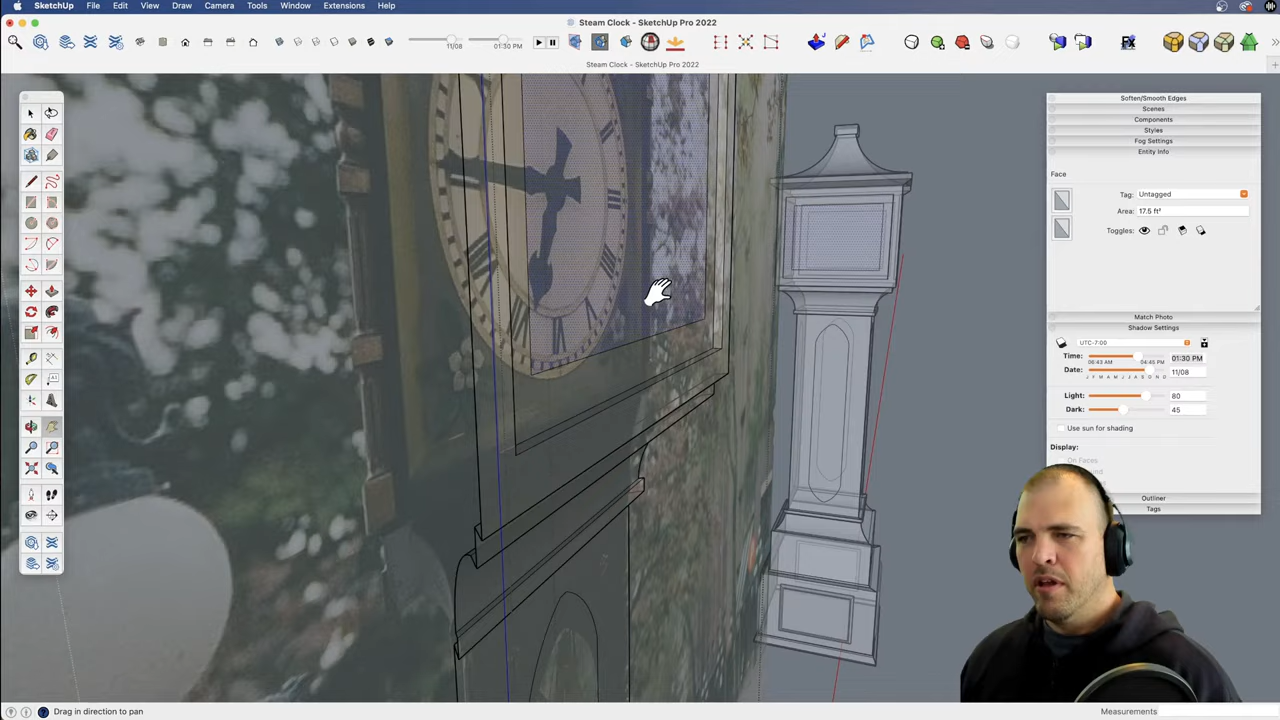 SketchUp File Edit View Draw Camera Tools Window Extensions Help
Steam Clock - SketchUp Pro 2022
11/08 01:30 PM
Steam Clock - SketchUp Pro 2022
Soften/Smooth Edges
Scenes
Components
Styles
Fog Settings
Entity Info
Face
Tag: Untagged
Area: 17.5 ft²
Toggles:
Match Photo
Shadow Settings
UTC-7:00
Time: 01:30 PM
06:43 AM 04:45 PM
Date: 11/08
J F M A M J J A S O N D
Light: 80
Dark: 45
Use sun for shading
Display:
On Faces
Outliner
Tags
Drag in direction to pan
Measurements